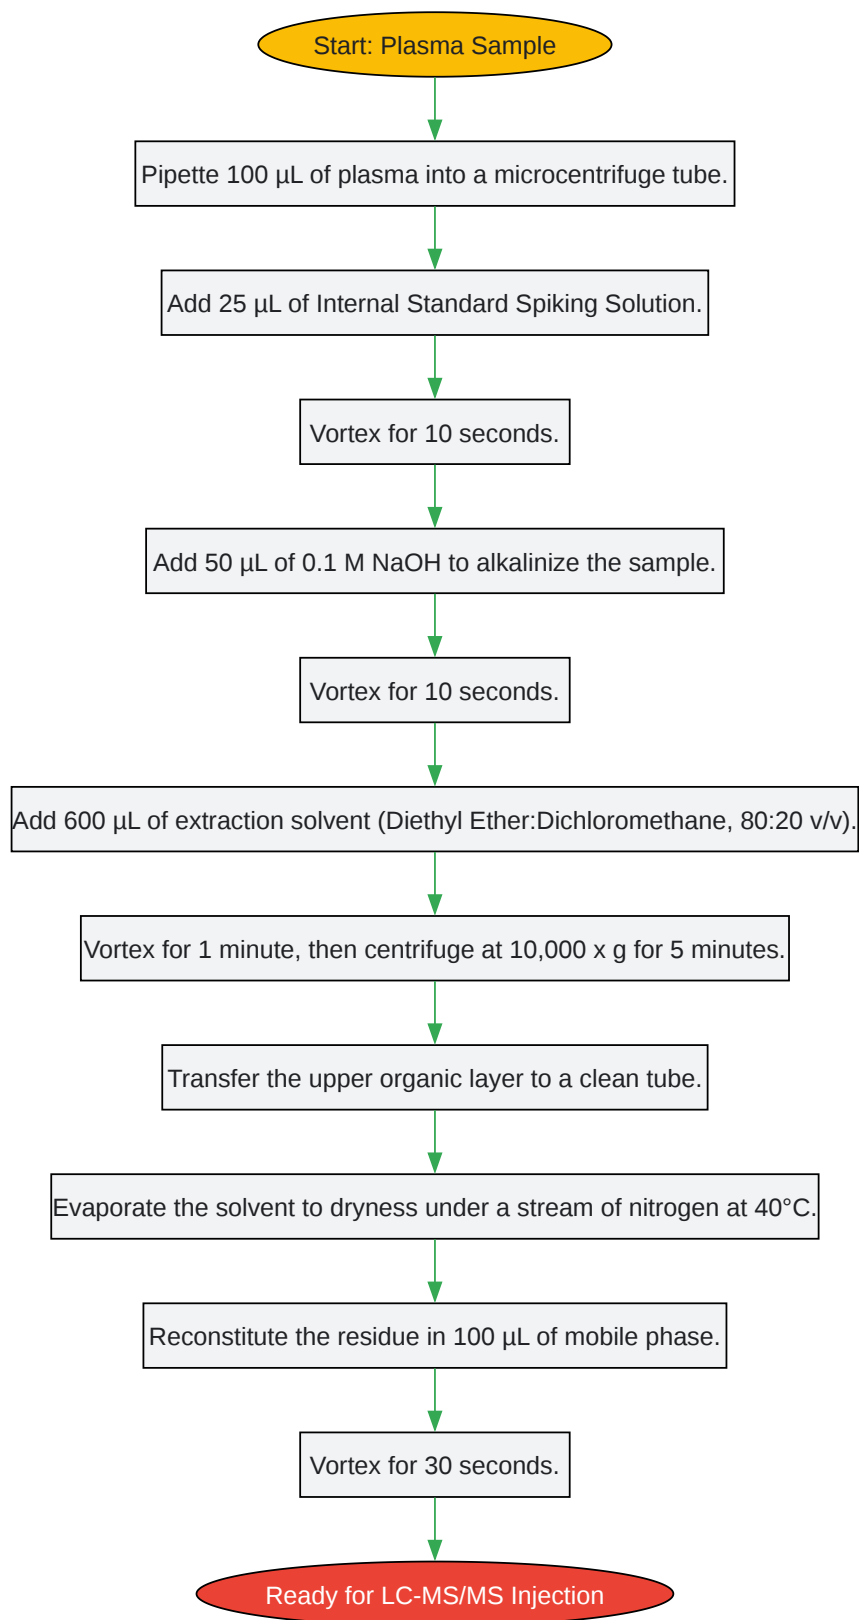 Start: Plasma Sample
Pipette 100 µL of plasma into a microcentrifuge tube.
Add 25 µL of Internal Standard Spiking Solution.
Vortex for 10 seconds.
Add 50 µL of 0.1 M NaOH to alkalinize the sample.
Vortex for 10 seconds.
Add 600 µL of extraction solvent (Diethyl Ether:Dichloromethane, 80:20 v/v).
Vortex for 1 minute, then centrifuge at 10,000 x g for 5 minutes.
Transfer the upper organic layer to a clean tube.
Evaporate the solvent to dryness under a stream of nitrogen at 40°C.
Reconstitute the residue in 100 µL of mobile phase.
Vortex for 30 seconds.
Ready for LC-MS/MS Injection